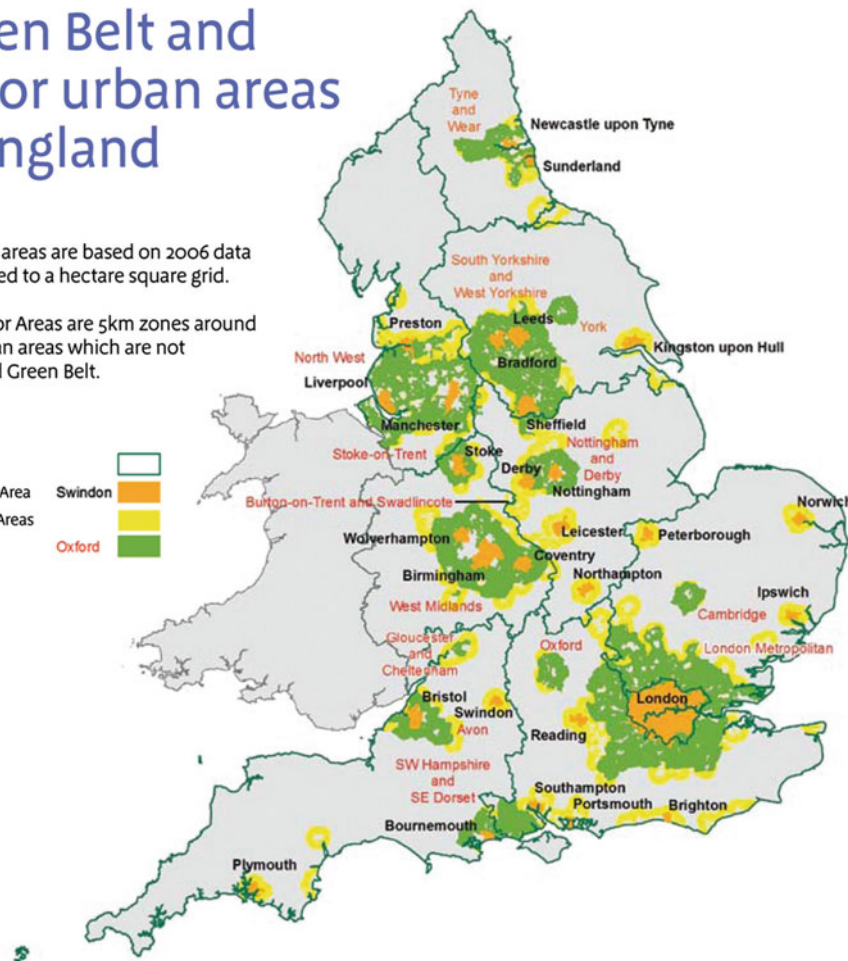 en Belt and
or urban areas
ngland
areas are based on 2006 data
ed to a hectare square grid.
or Areas are 5km zones around
an areas which are not
d Green Belt.
Area
Swindon
Areas
Oxford
Tyne
and
Wear
Newcastle upon Tyne
Sunderland
South Yorkshire
and
West Yorkshire
Leeds
York
Preston
Kingston upon Hull
North West
Bradford
Liverpool
Manchester
Sheffield
Stoke-on-Trent
Stoke
Nottingham
and
Derby
Derby
Nottingham
Burton-on-Trent and Swadlincote
Norwich
Wolverhampton
Leicester
Peterborough
Coventry
Birmingham
Northampton
Ipswich
West Midlands
Cambridge
Gloucester
and
Cheltenham
Oxford
London Metropolitan
Bristol
London
Swindon
Avon
Reading
SW Hampshire
and
SE Dorset
Southampton
Portsmouth
Brighton
Bournemouth
Plymouth